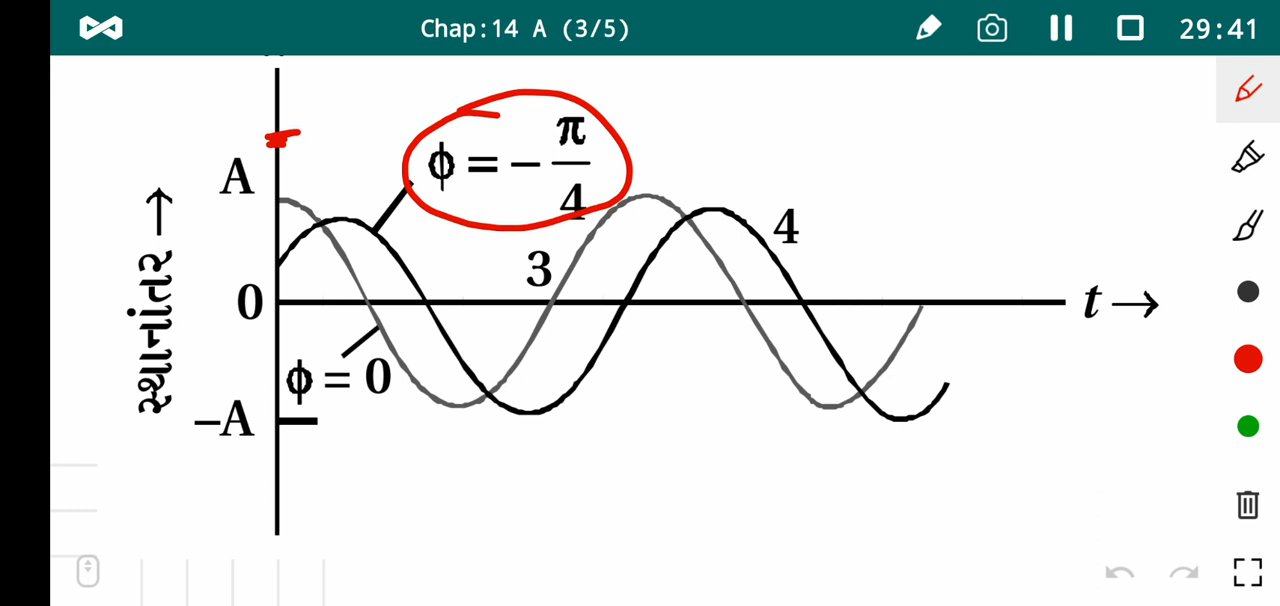 Chap:14 A (3/5)
29:41
A
ϕ = − π/4
4
3
0
t →
સ્થાનાંતર →
ϕ = 0
–A